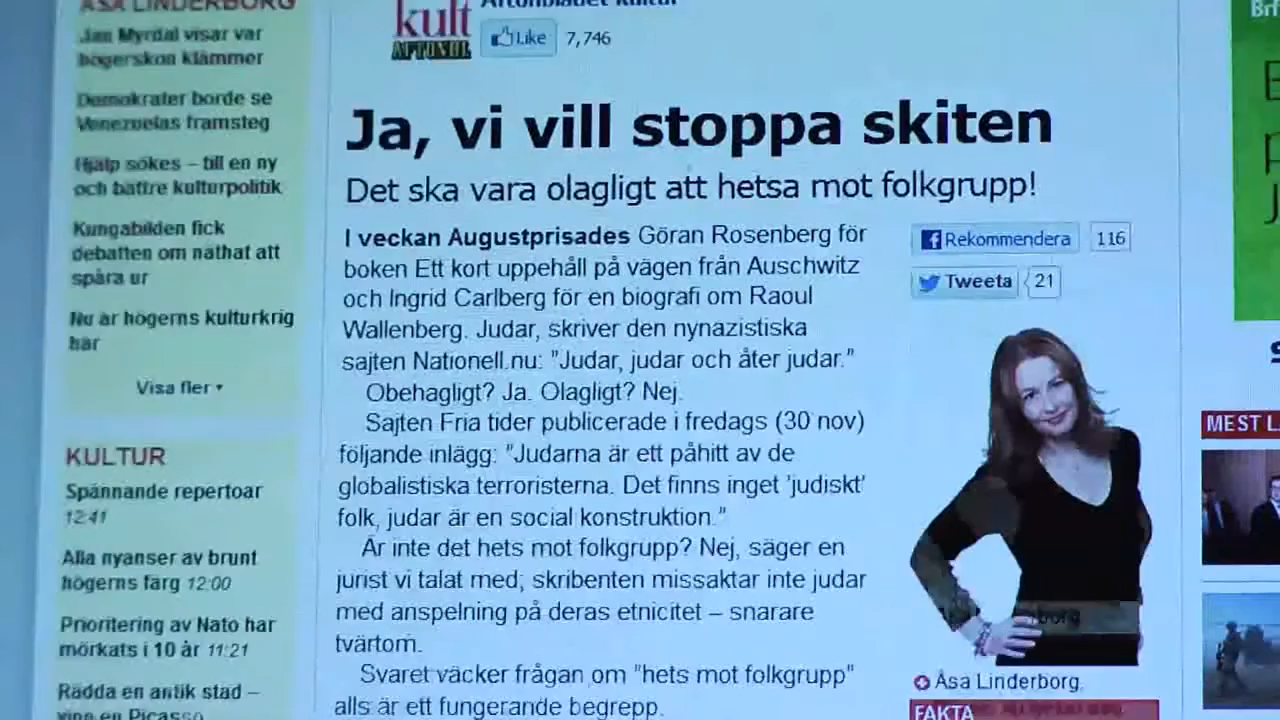 ÅSA LINDERBORG
Jan Myrdal visar var
högerskon klämmer
Demokrater borde se
Venezuelas framsteg
Hjälp sökes – till en ny
och bättre kulturpolitik
Kungabilden fick
debatten om näthat att
spåra ur
Nu är högerns kulturkrig
här
Visa fler
KULTUR
Spännande repertoar
12:41
Alla nyanser av brunt
högerns färg 12:00
Prioritering av Nato har
mörkats i 10 år 11:21
Rädda en antik stad –
vinn en Picasso
Aftonbladet Kultur
kult
AFTONBL
Like 7,746
Ja, vi vill stoppa skiten
Det ska vara olagligt att hetsa mot folkgrupp!
I veckan Augustprisades Göran Rosenberg för
boken Ett kort uppehåll på vägen från Auschwitz
och Ingrid Carlberg för en biografi om Raoul
Wallenberg. Judar, skriver den nynazistiska
sajten Nationell.nu: "Judar, judar och åter judar."
Obehagligt? Ja. Olagligt? Nej.
Sajten Fria tider publicerade i fredags (30 nov)
följande inlägg: "Judarna är ett påhitt av de
globalistiska terroristerna. Det finns inget 'judiskt'
folk, judar är en social konstruktion."
Är inte det hets mot folkgrupp? Nej, säger en
jurist vi talat med; skribenten missaktar inte judar
med anspelning på deras etnicitet – snarare
tvärtom.
Svaret väcker frågan om "hets mot folkgrupp"
alls är ett fungerande begrepp.
Rekommendera 116
Tweeta 21
Åsa Linderborg.
FAKTA
Brf
MEST L